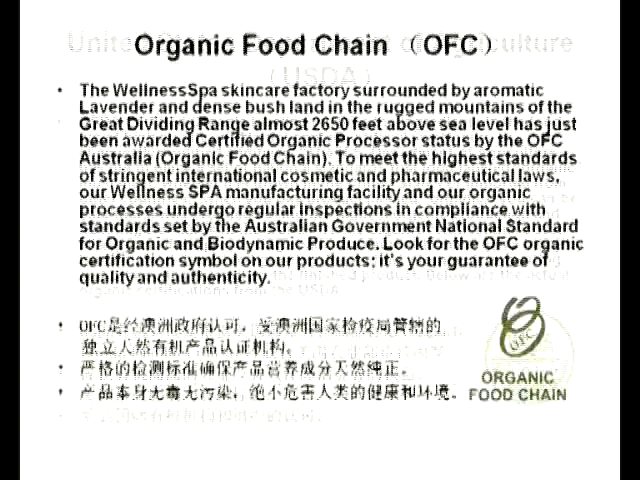 Organic Food Chain （OFC）
United States Department of Agriculture
（USDA）
• The WellnessSpa skincare factory surrounded by aromatic
Lavender and dense bush land in the rugged mountains of the
Great Dividing Range almost 2650 feet above sea level has just
been awarded Certified Organic Processor status by the OFC
Australia (Organic Food Chain). To meet the highest standards
of stringent international cosmetic and pharmaceutical laws,
our Wellness SPA manufacturing facility and our organic
processes undergo regular inspections in compliance with
standards set by the Australian Government National Standard
for Organic and Biodynamic Produce. Look for the OFC organic
certification symbol on our products; it's your guarantee of
quality and authenticity.
• OFC是经澳洲政府认可，受澳洲国家检疫局管辖的
独立天然有机产品认证机构。
• 严格的检测标准确保产品营养成分天然纯正。
• 产品本身无毒无污染，绝不危害人类的健康和环境。
OFC
ORGANIC
FOOD CHAIN